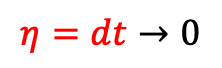 η = dt → 0